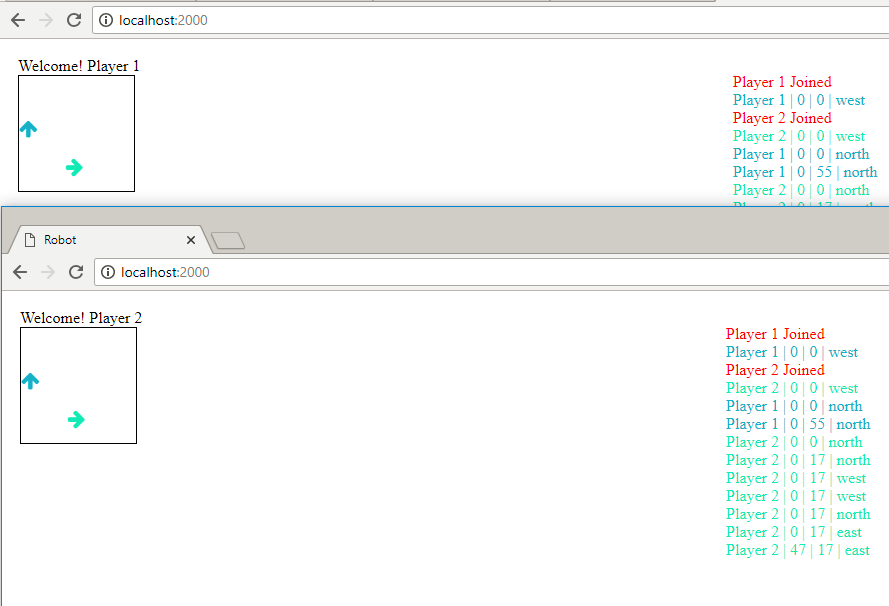 localhost:2000
Welcome! Player 1
Player 1 Joined
Player 1 | 0 | 0 | west
Player 2 Joined
Player 2 | 0 | 0 | west
Player 1 | 0 | 0 | north
Player 1 | 0 | 55 | north
Player 2 | 0 | 0 | north
Robot
localhost:2000
Welcome! Player 2
Player 1 Joined
Player 1 | 0 | 0 | west
Player 2 Joined
Player 2 | 0 | 0 | west
Player 1 | 0 | 0 | north
Player 1 | 0 | 55 | north
Player 2 | 0 | 0 | north
Player 2 | 0 | 17 | north
Player 2 | 0 | 17 | west
Player 2 | 0 | 17 | west
Player 2 | 0 | 17 | north
Player 2 | 0 | 17 | east
Player 2 | 47 | 17 | east